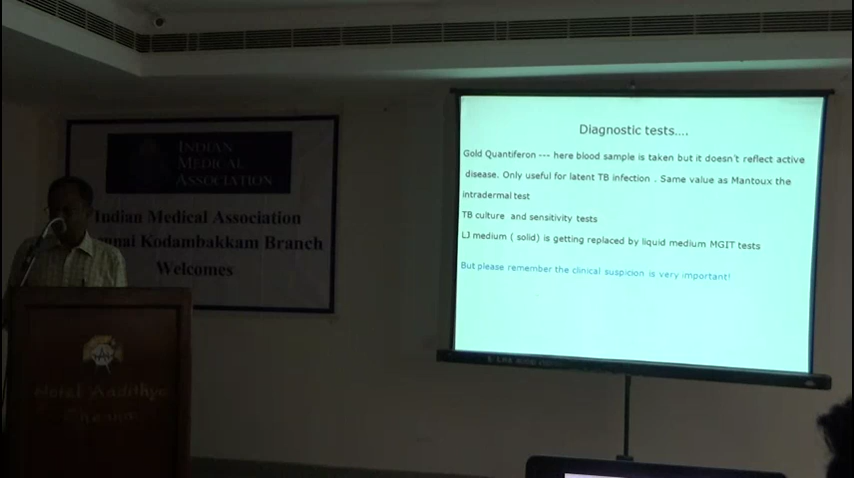 INDIAN
MEDICAL
ASSOCIATION
Indian Medical Association
Kodambakkam Branch
Welcomes
Diagnostic tests....
Gold Quantiferon --- here blood sample is taken but it doesn't reflect active
disease. Only useful for latent TB infection . Same value as Mantoux the
intradermal test
TB culture and sensitivity tests
LJ medium ( solid) is getting replaced by liquid medium MGIT tests
But please remember the clinical suspicion is very important!
Hotel Aadithya